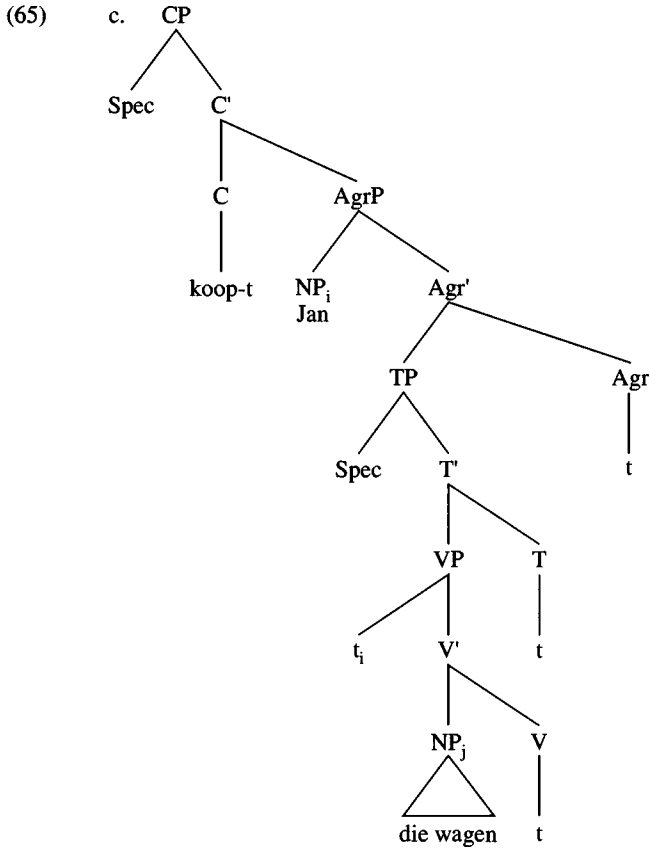 (65) c. CP
Spec C'
C AgrP
koop-t NPi Agr'
Jan
TP Agr
Spec T' t
VP T
ti V' t
NPj V
die wagen t